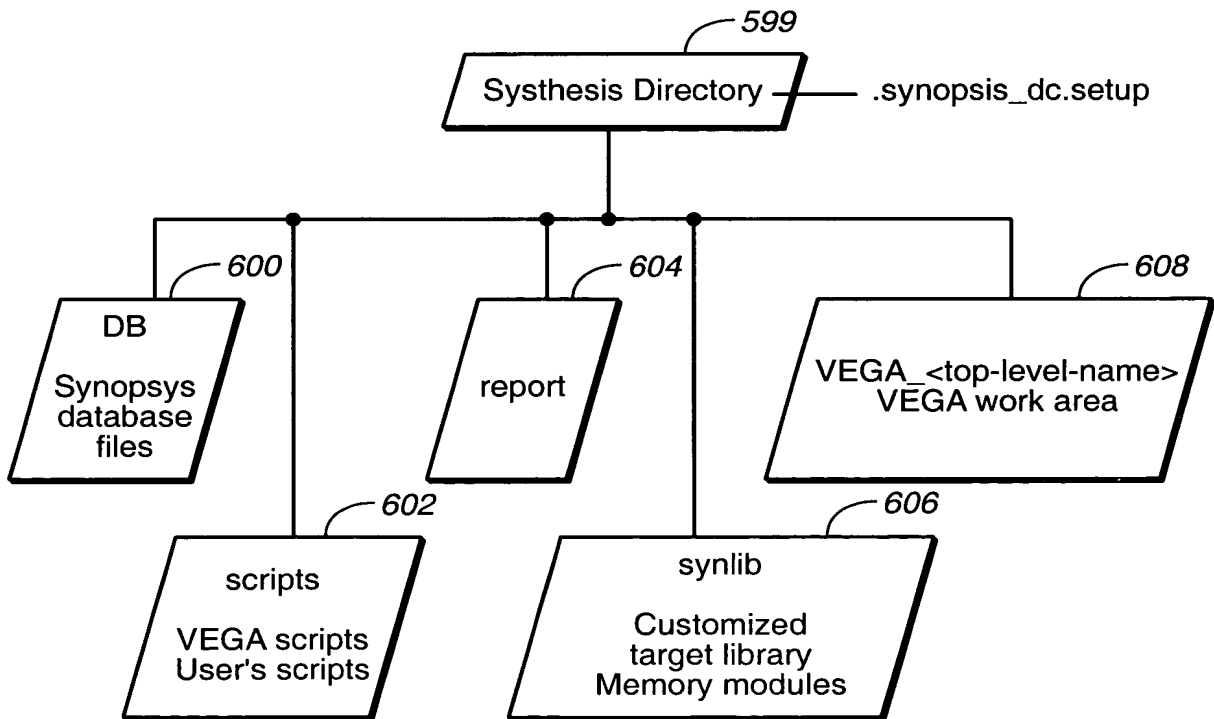 599
Systhesis Directory
.synopsis_dc.setup
600
604
608
DB
Synopsys
database
files
report
VEGA_<top-level-name>
VEGA work area
602
606
scripts
VEGA scripts
User's scripts
synlib
Customized
target library
Memory modules